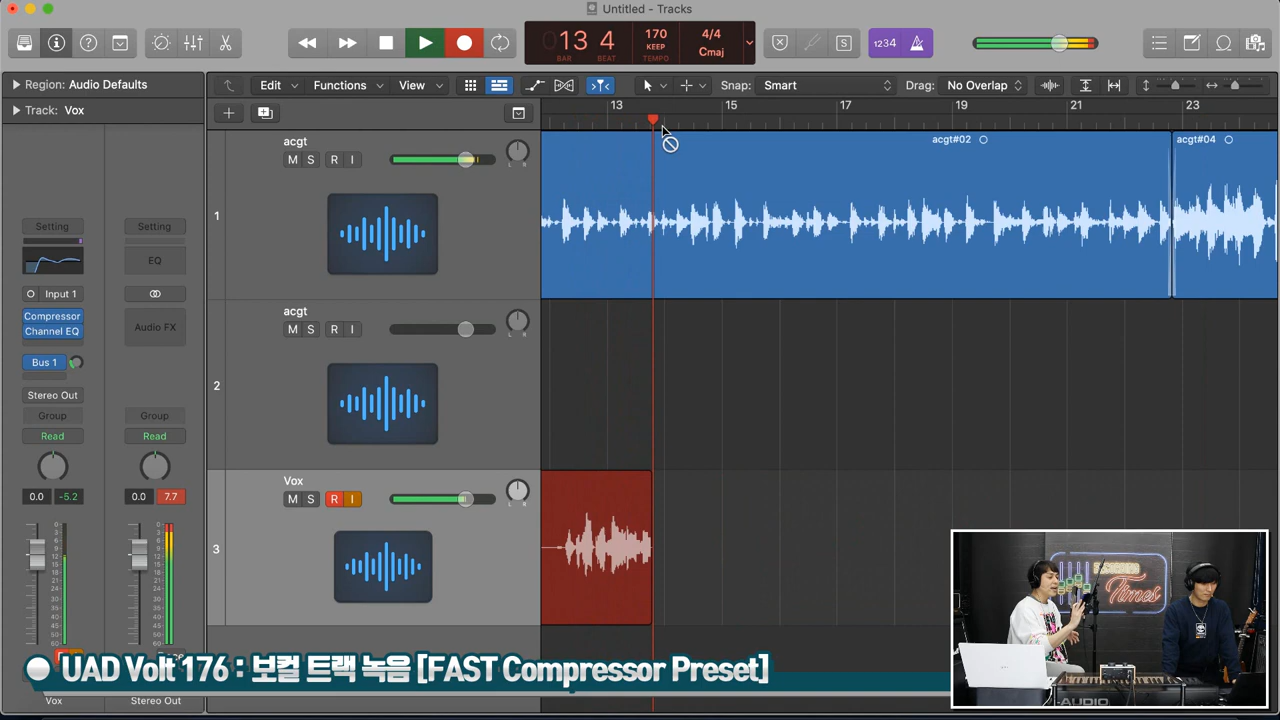 Untitled - Tracks
013 4
BAR BEAT
170
KEEP
TEMPO
4/4
Cmaj
1234
Region: Audio Defaults
Edit Functions View
Snap: Smart
Drag: No Overlap
Track: Vox
13 15 17 19 21 23
acgt
M S R I
L R
1
acgt#02
acgt#04
Setting Setting
EQ
Input 1
Compressor
Channel EQ
Audio FX
Bus 1
Stereo Out
Group Group
Read Read
0.0 -5.2 0.0 7.7
acgt
M S R I
L R
2
Vox
M S R I
L R
3
Times
UAD Volt 176 : 보컬 트랙 녹음 [FAST Compressor Preset]
M-AUDIO
Vox Stereo Out